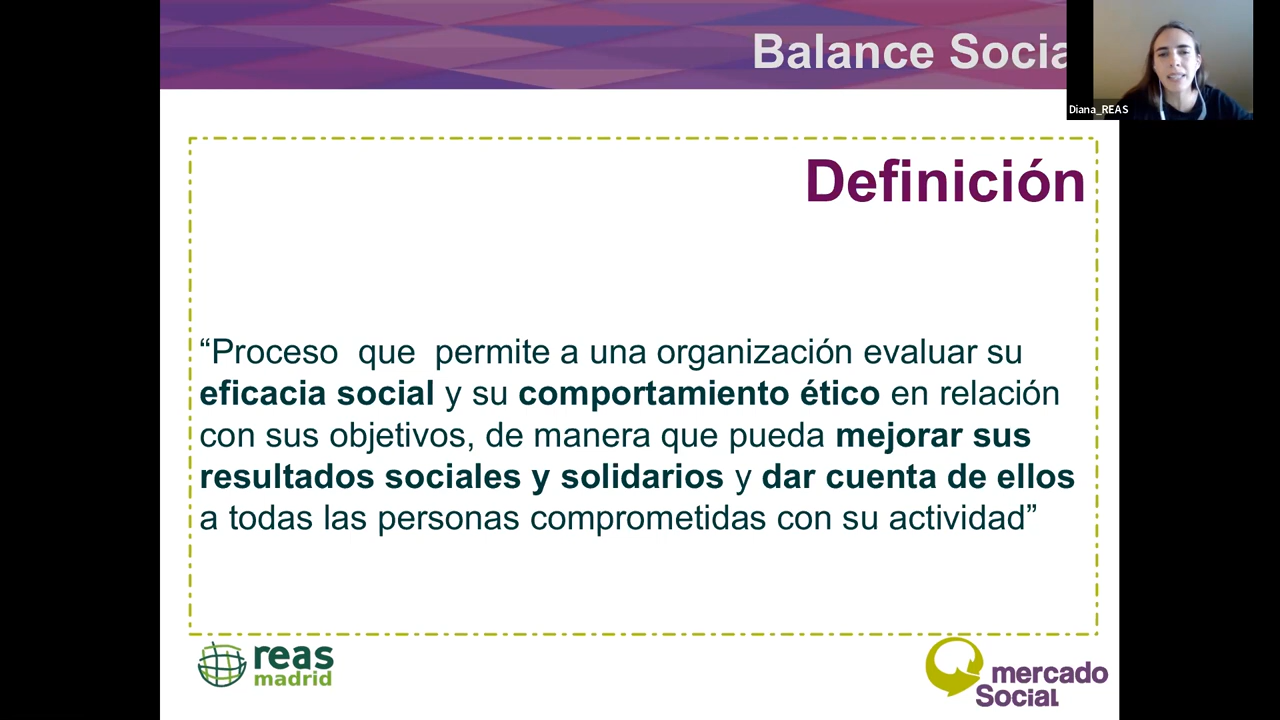 Balance Socia
Diana_REAS
Definición
“Proceso que permite a una organización evaluar su
eficacia social y su comportamiento ético en relación
con sus objetivos, de manera que pueda mejorar sus
resultados sociales y solidarios y dar cuenta de ellos
a todas las personas comprometidas con su actividad”
reas
madrid
mercado
Social